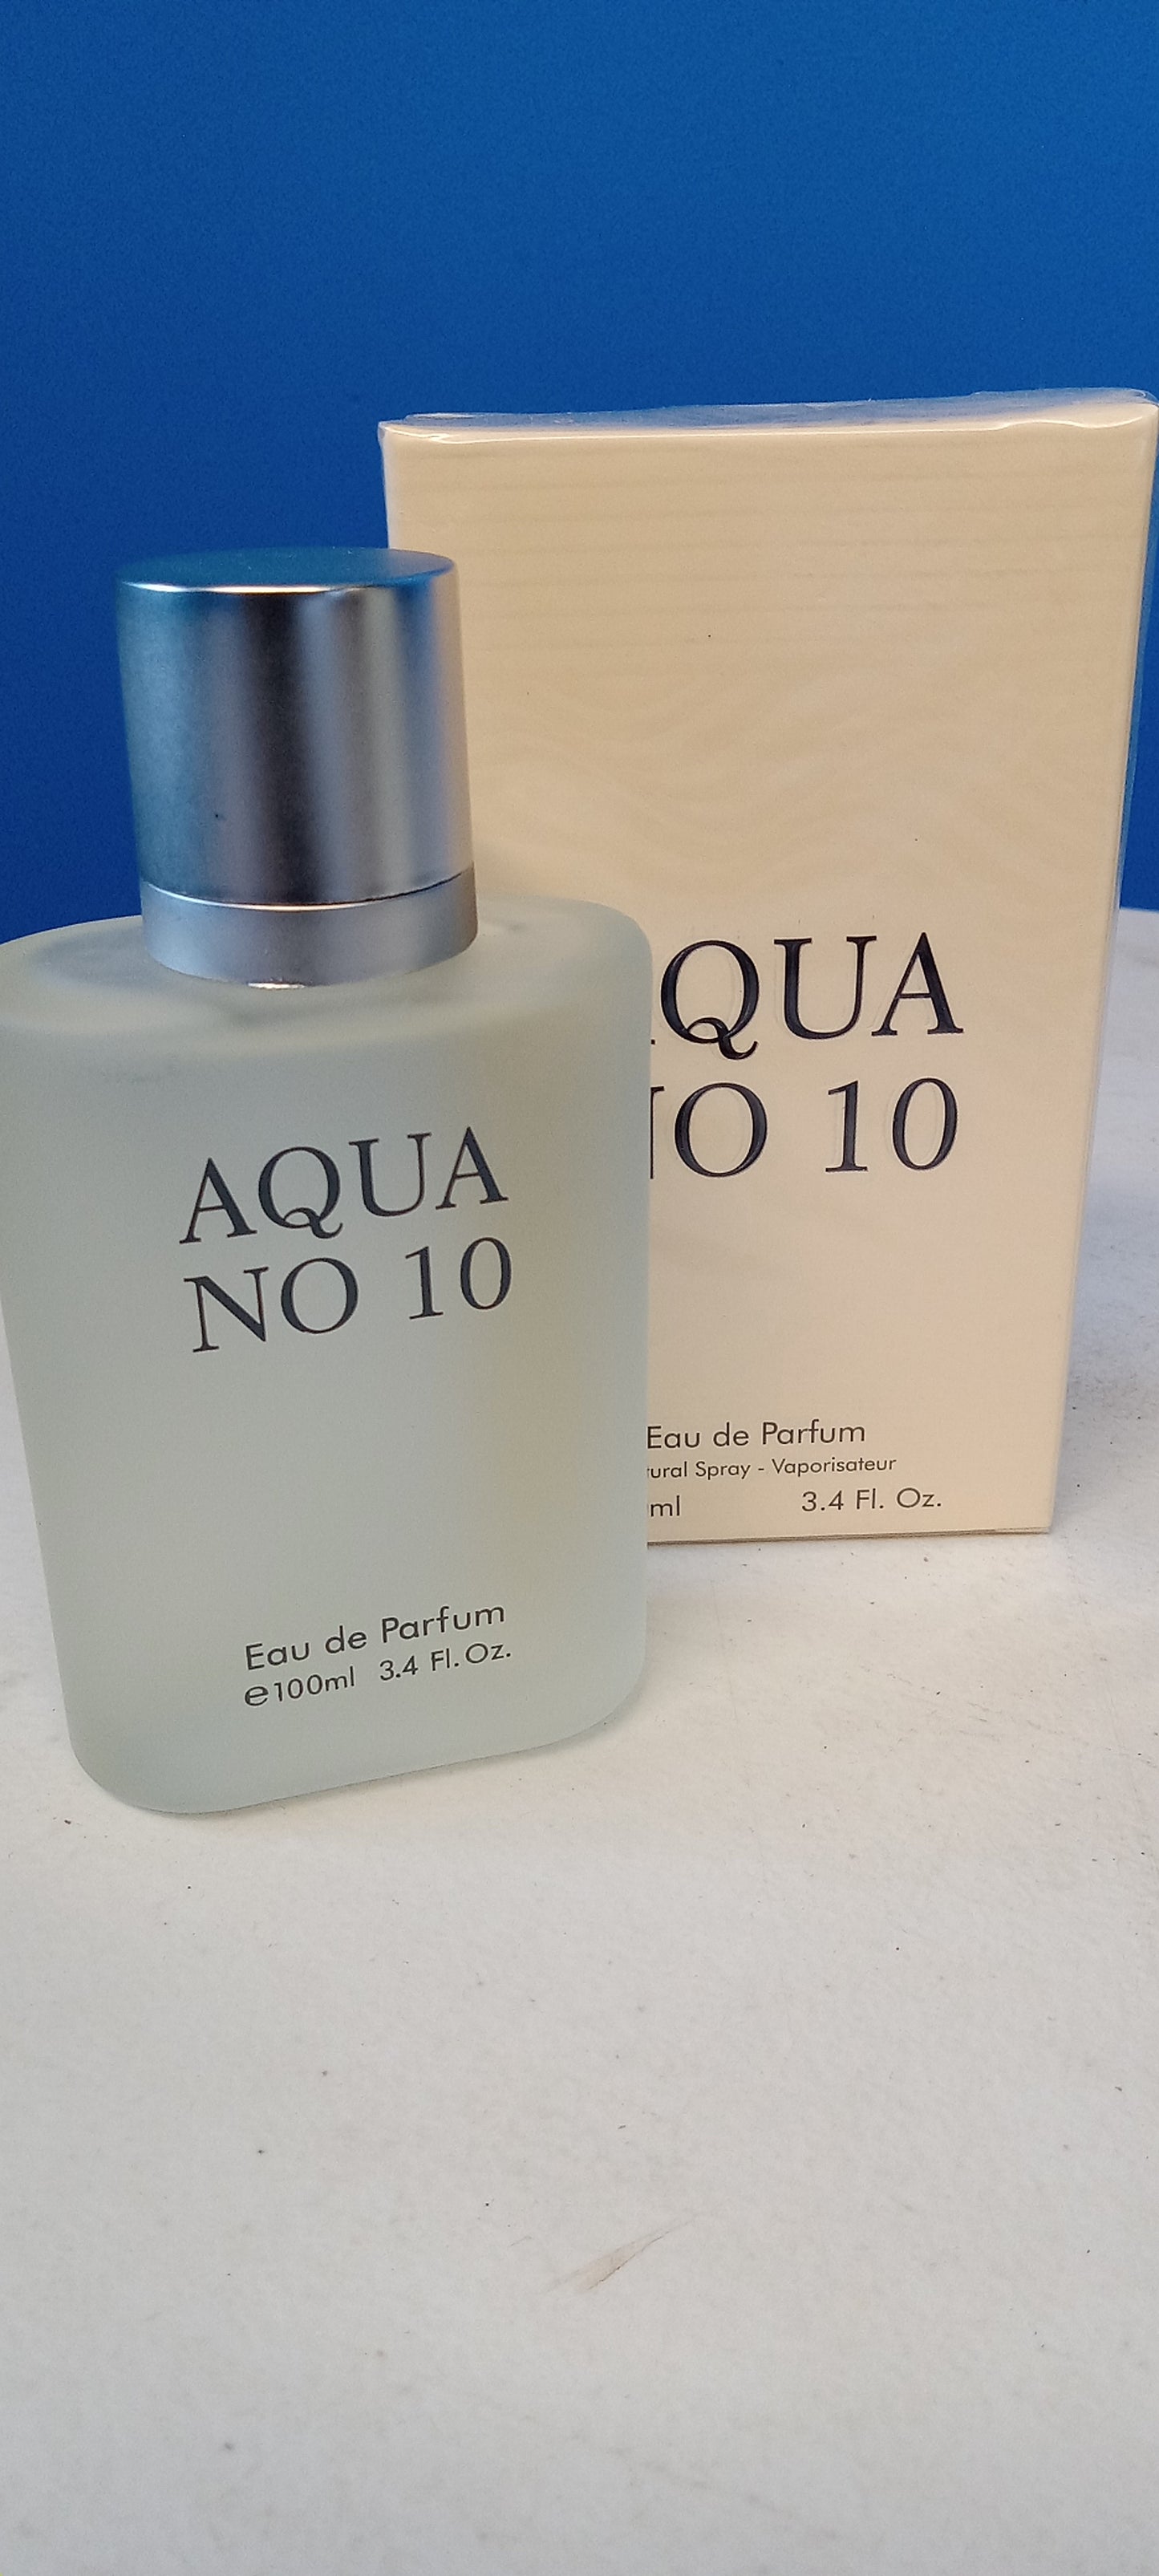 AQUA
NO 10
Eau de Parfum
e100ml 3.4 Fl.Oz.
QUA
O 10
Eau de Parfum
Spray - Vaporisateur
ml 3.4 Fl. Oz.